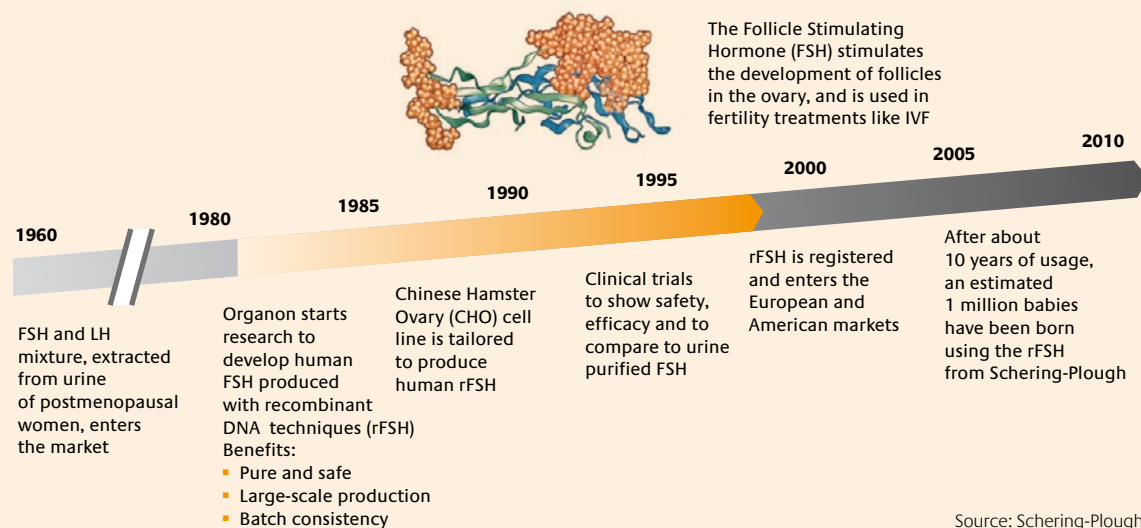 The Follicle Stimulating
Hormone (FSH) stimulates
the development of follicles
in the ovary, and is used in
fertility treatments like IVF
1960
1980
1985
1990
1995
2000
2005
2010
FSH and LH
mixture, extracted
from urine
of postmenopausal
women, enters
the market
Organon starts
research to
develop human
FSH produced
with recombinant
DNA techniques (rFSH)
Benefits:
▪ Pure and safe
▪ Large-scale production
▪ Batch consistency
Chinese Hamster
Ovary (CHO) cell
line is tailored
to produce
human rFSH
Clinical trials
to show safety,
efficacy and to
compare to urine
purified FSH
rFSH is registered
and enters the
European and
American markets
After about
10 years of usage,
an estimated
1 million babies
have been born
using the rFSH
from Schering-Plough
Source: Schering-Plough